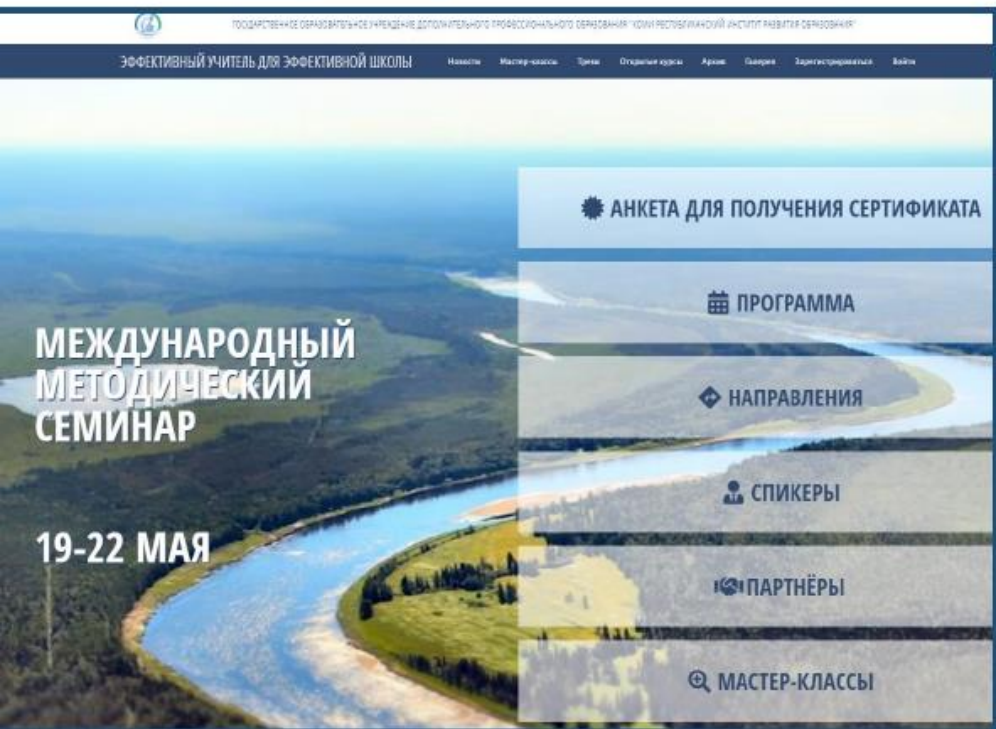 ГОСУДАРСТВЕННОЕ ОБРАЗОВАТЕЛЬНОЕ УЧРЕЖДЕНИЕ ДОПОЛНИТЕЛЬНОГО ПРОФЕССИОНАЛЬНОГО ОБРАЗОВАНИЯ "КОМИ РЕСПУБЛИКАНСКИЙ ИНСТИТУТ РАЗВИТИЯ ОБРАЗОВАНИЯ"
ЭФФЕКТИВНЫЙ УЧИТЕЛЬ ДЛЯ ЭФФЕКТИВНОЙ ШКОЛЫ Новости Мастер-классы Треки Открытые курсы Архив Галерея Зарегистрироваться Войти
АНКЕТА ДЛЯ ПОЛУЧЕНИЯ СЕРТИФИКАТА
ПРОГРАММА
МЕЖДУНАРОДНЫЙ
МЕТОДИЧЕСКИЙ
СЕМИНАР
НАПРАВЛЕНИЯ
СПИКЕРЫ
19-22 МАЯ
ПАРТНЁРЫ
МАСТЕР-КЛАССЫ